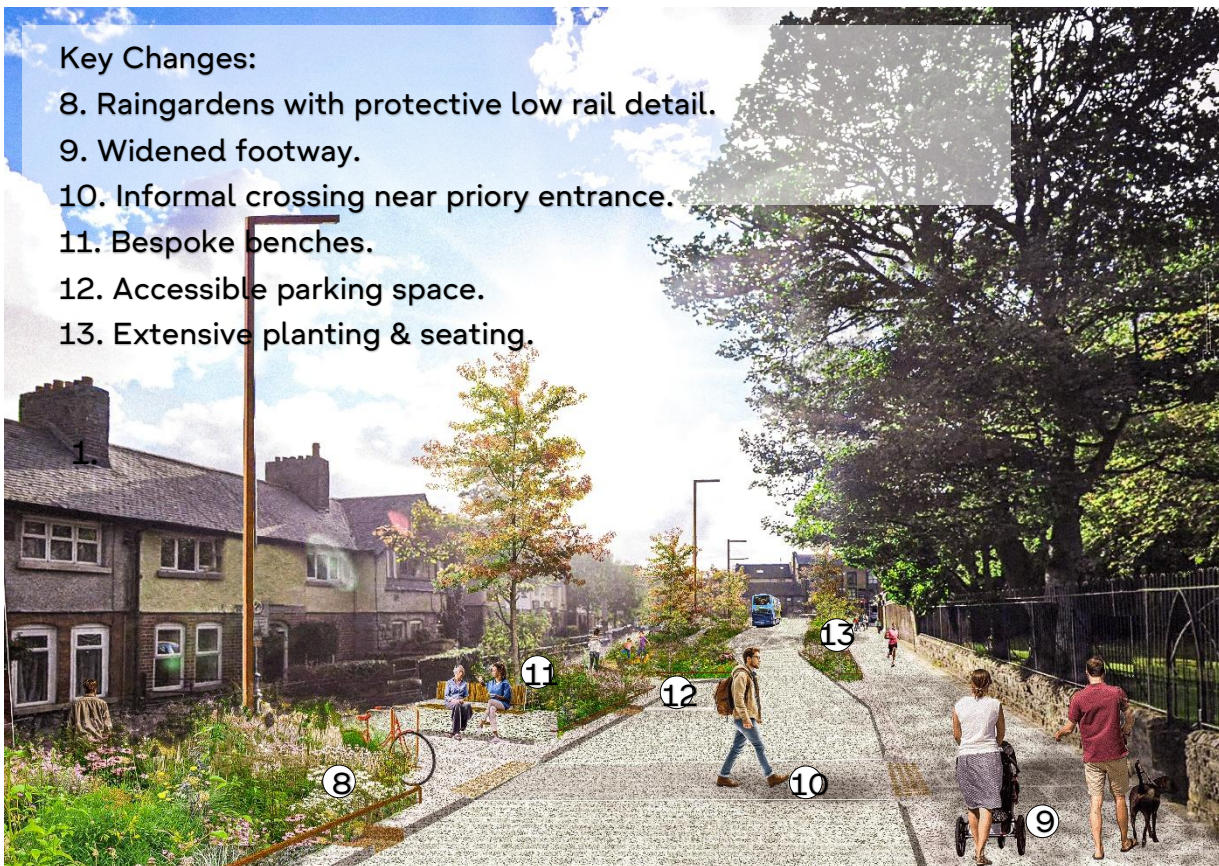 Key Changes:
8. Raingardens with protective low rail detail.
9. Widened footway.
10. Informal crossing near priory entrance.
11. Bespoke benches.
12. Accessible parking space.
13. Extensive planting & seating.
1.
13
11
12
8
10
9